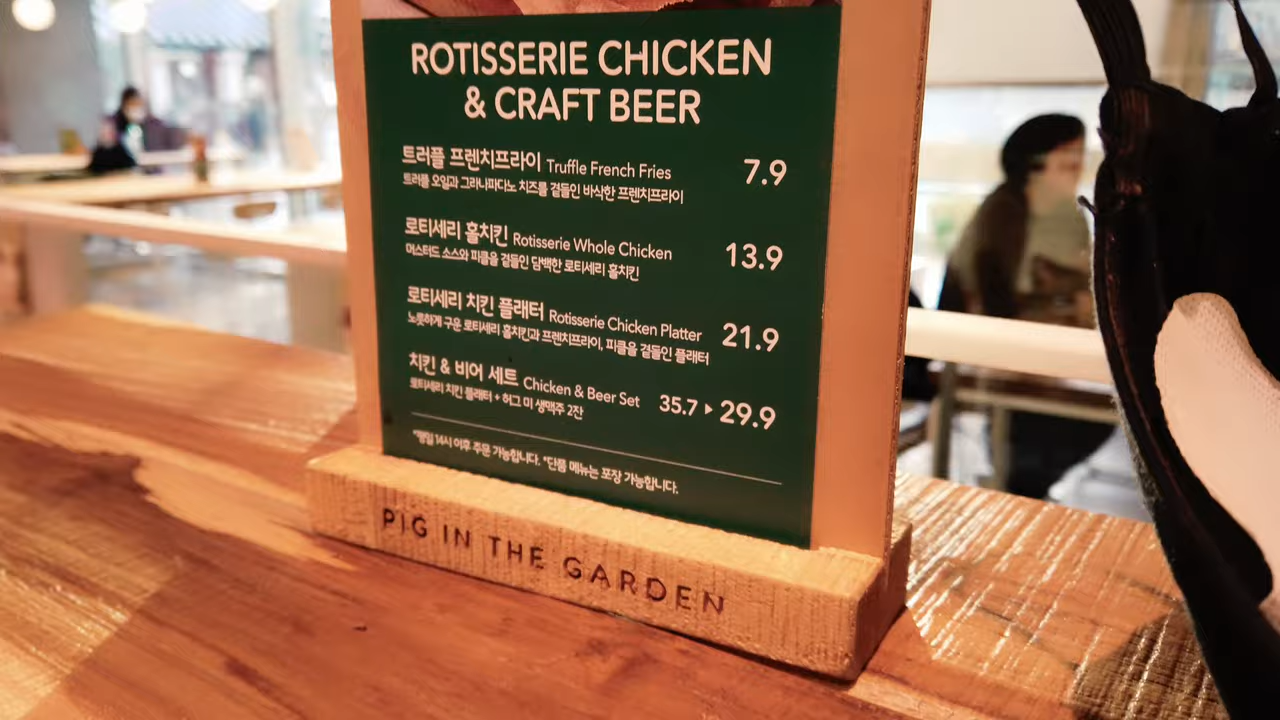 ROTISSERIE CHICKEN
& CRAFT BEER
트러플 프렌치프라이 Truffle French Fries 7.9
트러플 오일과 그라나파다노 치즈를 곁들인 바삭한 프렌치프라이
로티세리 홀치킨 Rotisserie Whole Chicken 13.9
머스터드 소스와 피클을 곁들인 담백한 로티세리 홀치킨
로티세리 치킨 플래터 Rotisserie Chicken Platter 21.9
노릇하게 구운 로티세리 홀치킨과 프렌치프라이, 피클을 곁들인 플래터
치킨 & 비어 세트 Chicken & Beer Set 35.7 ▸ 29.9
로티세리 치킨 플래터 + 허그 미 생맥주 2잔
*평일 14시 이후 주문 가능합니다. *단품 메뉴는 포장 가능합니다.
PIG IN THE GARDEN